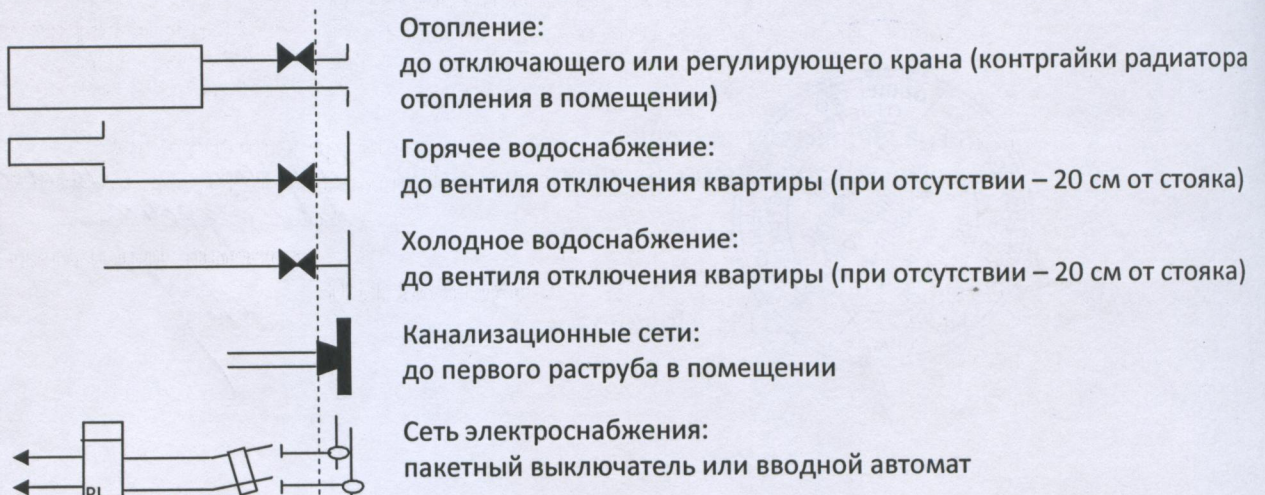 Отопление:
до отключающего или регулирующего крана (контргайки радиатора
отопления в помещении)
Горячее водоснабжение:
до вентиля отключения квартиры (при отсутствии – 20 см от стояка)
Холодное водоснабжение:
до вентиля отключения квартиры (при отсутствии – 20 см от стояка)
Канализационные сети:
до первого раструба в помещении
Сеть электроснабжения:
пакетный выключатель или вводной автомат